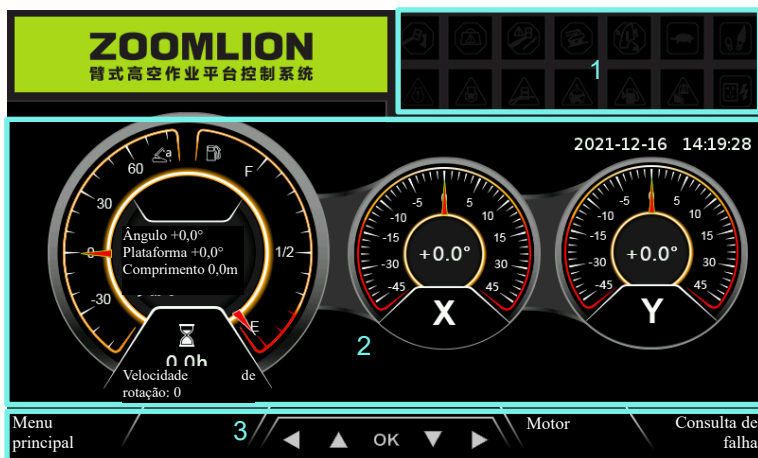 ZOOMLION
臂式高空作业平台控制系统
1
2021-12-16 14:19:28
a
60
30
0
-30
F
1/2
E
Ângulo +0,0°
Plataforma +0,0°
Comprimento 0,0m
0.0h
Velocidade de
rotação: 0
-45
-30
-15
-10
-5
0
5
10
15
30
45
+0.0°
X
-45
-30
-15
-10
-5
0
5
10
15
30
45
+0.0°
Y
2
Menu
principal
3
OK
Motor
Consulta de
falha